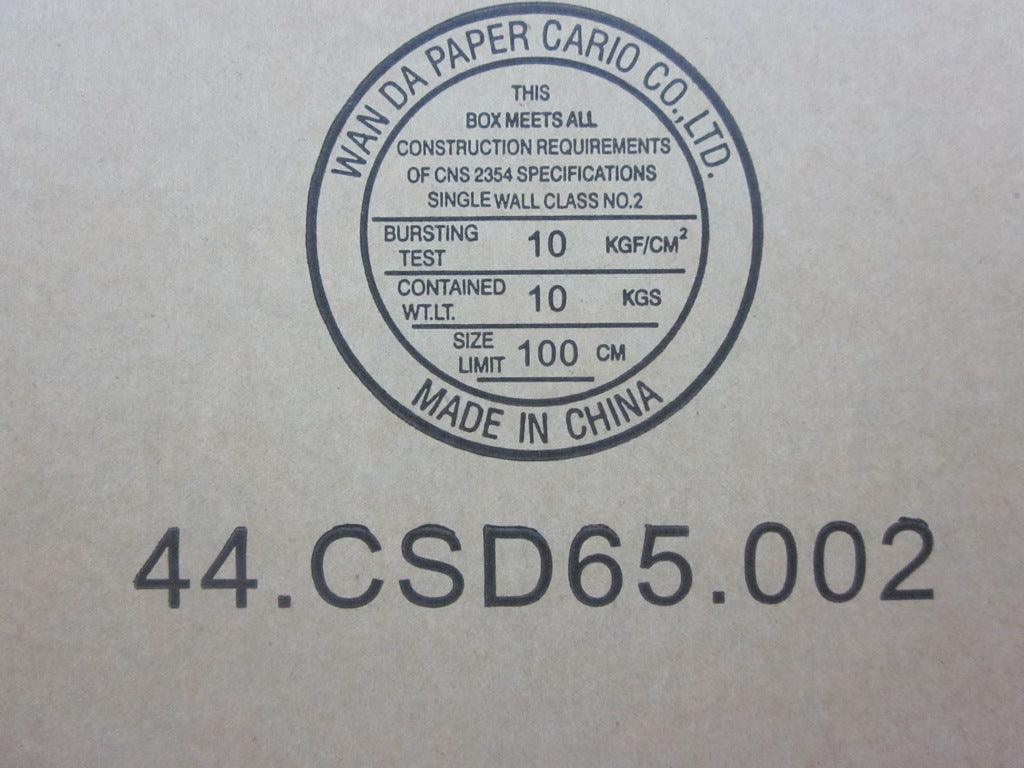 WAN DA PAPER CARIO CO., LTD.
THIS
BOX MEETS ALL
CONSTRUCTION REQUIREMENTS
OF CNS 2354 SPECIFICATIONS
SINGLE WALL CLASS NO.2
BURSTING TEST 10 KGF/CM²
CONTAINED WT.LT. 10 KGS
SIZE LIMIT 100 CM
MADE IN CHINA
44.CSD65.002